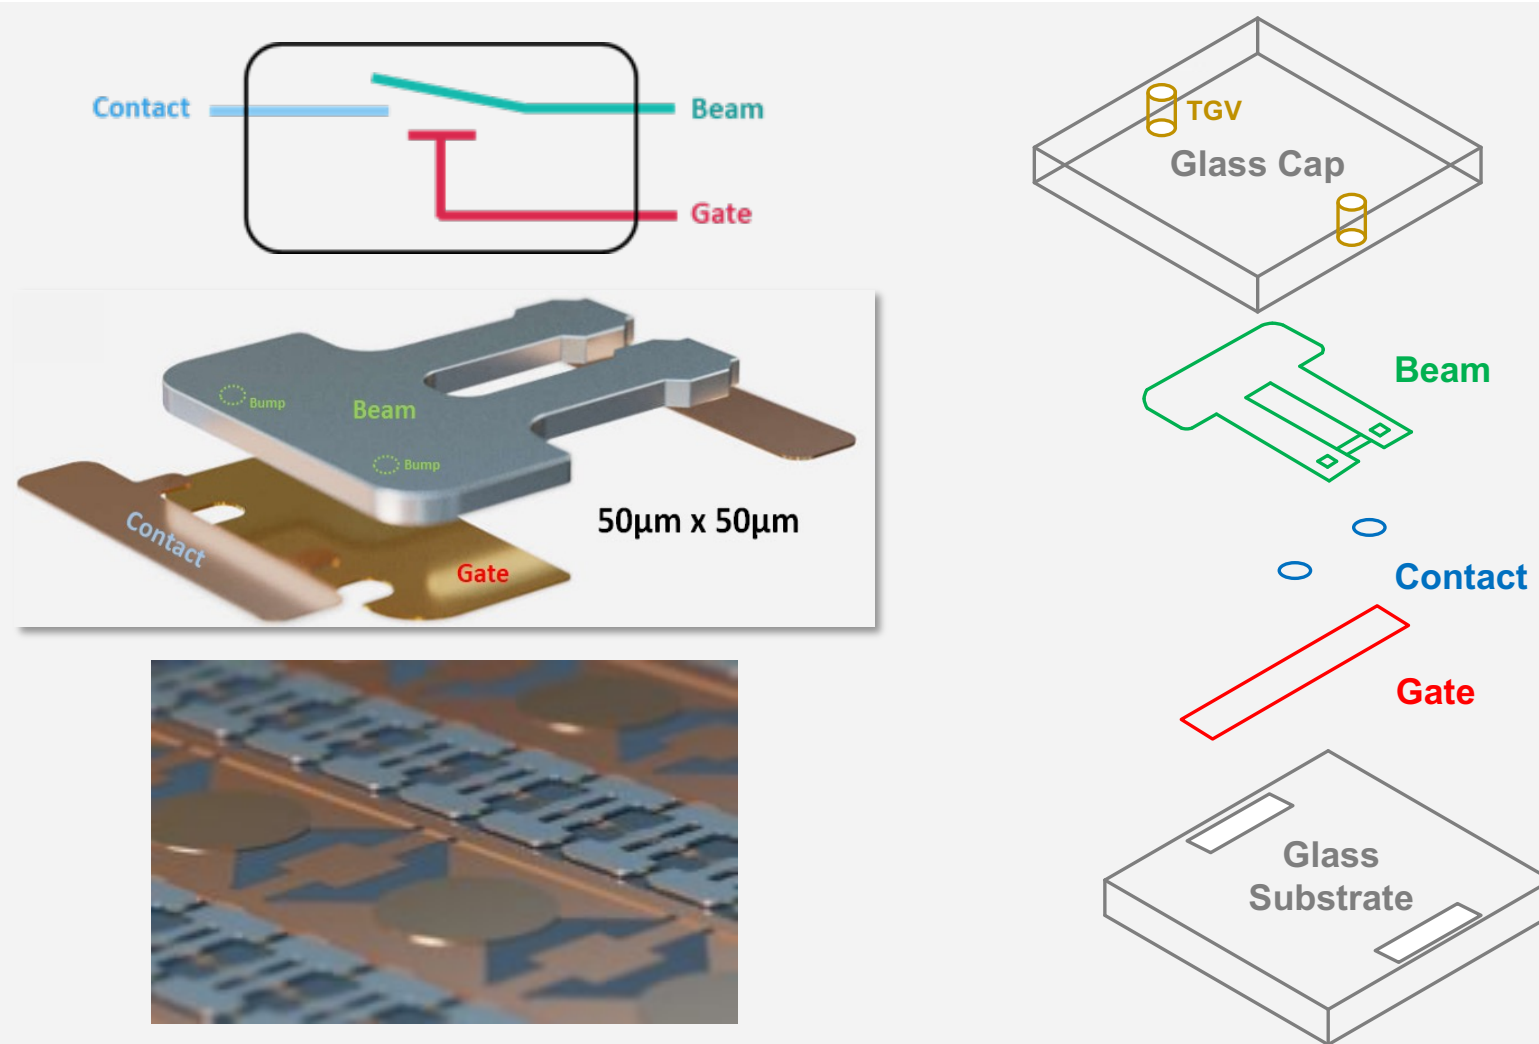 Contact
Beam
Gate
Bump
Beam
Bump
Contact
Gate
50µm x 50µm
TGV
Glass Cap
Beam
Contact
Gate
Glass
Substrate